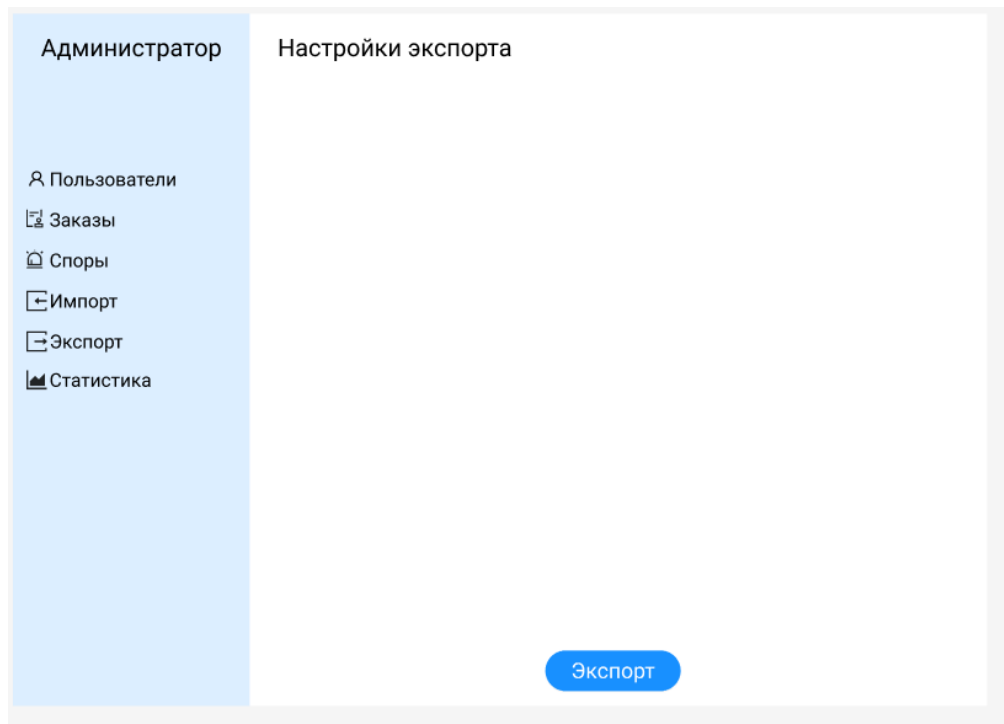 Администратор
Настройки экспорта
Пользователи
Заказы
Споры
Импорт
Экспорт
Статистика
Экспорт